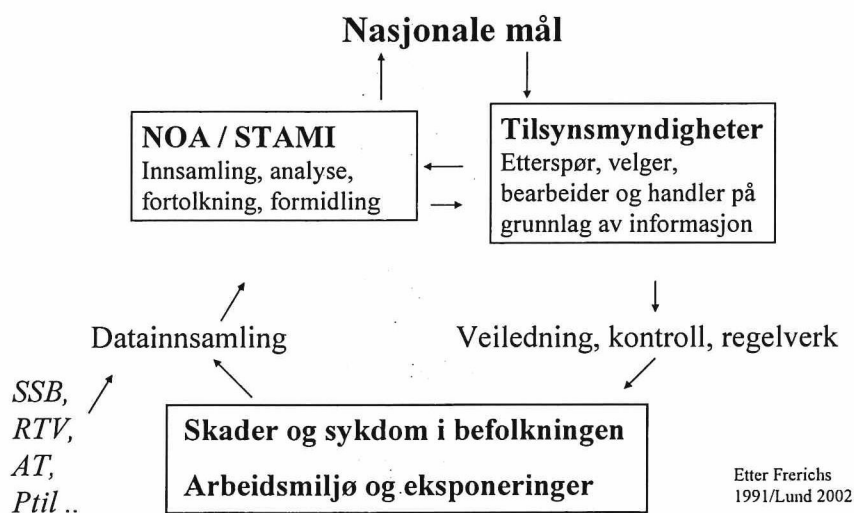 Nasjonale mål
NOA / STAMI
Innsamling, analyse,
fortolkning, formidling
Tilsynsmyndigheter
Etterspør, velger,
bearbeider og handler på
grunnlag av informasjon
Datainnsamling
Veiledning, kontroll, regelverk
SSB,
RTV,
AT,
Ptil ..
Skader og sykdom i befolkningen
Arbeidsmiljø og eksponeringer
Etter Frerichs
1991/Lund 2002